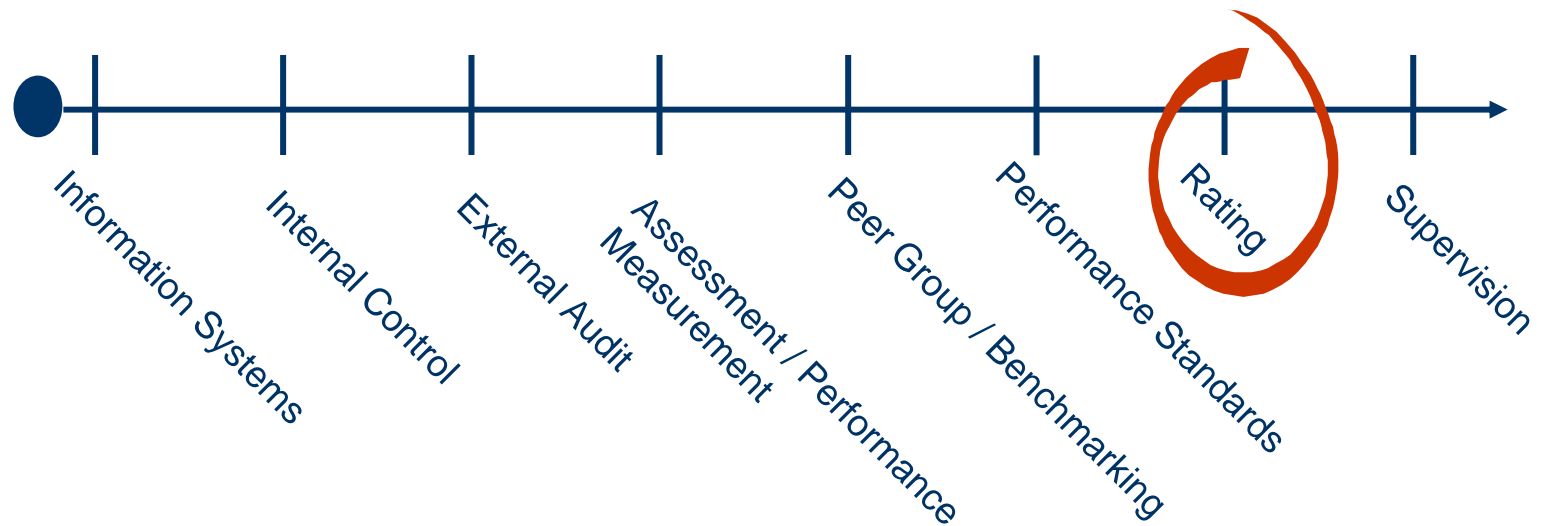 Information Systems
Internal Control
External Audit
Assessment / Performance
Measurement
Peer Group / Benchmarking
Performance Standards
Rating
Supervision